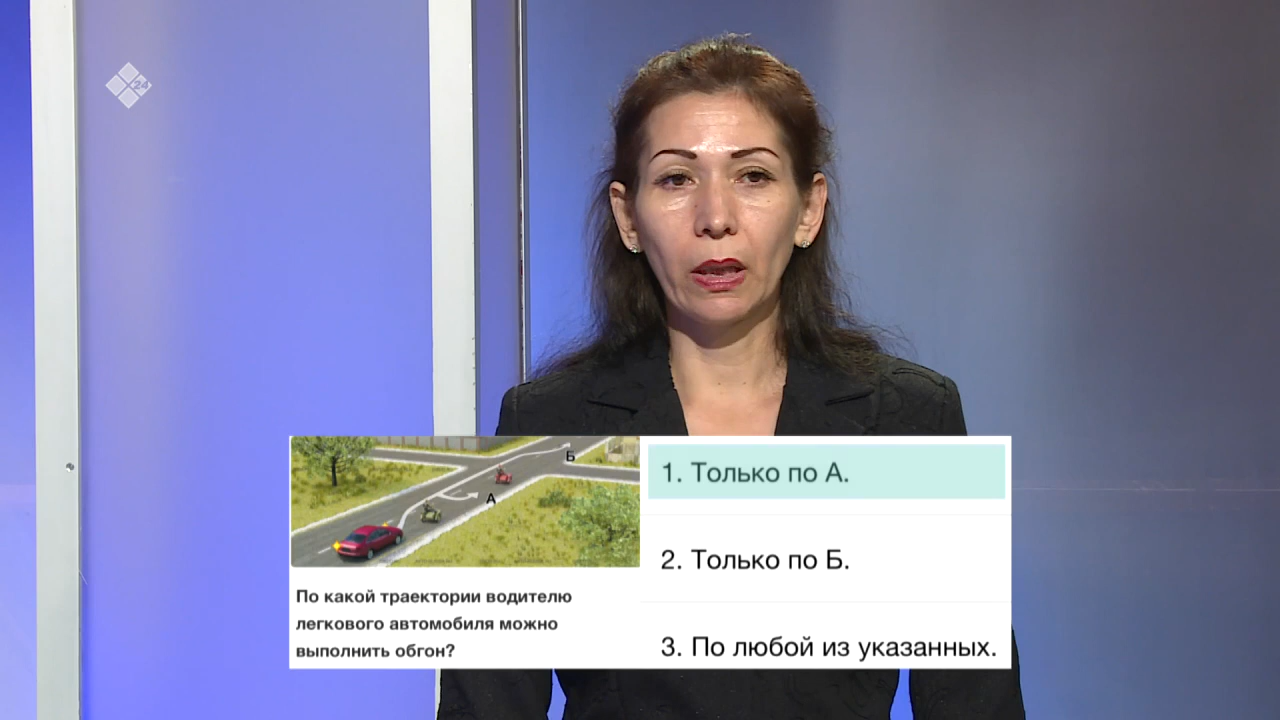 Х24
Б
А
По какой траектории водителю
легкового автомобиля можно
выполнить обгон?
1. Только по А.
2. Только по Б.
3. По любой из указанных.